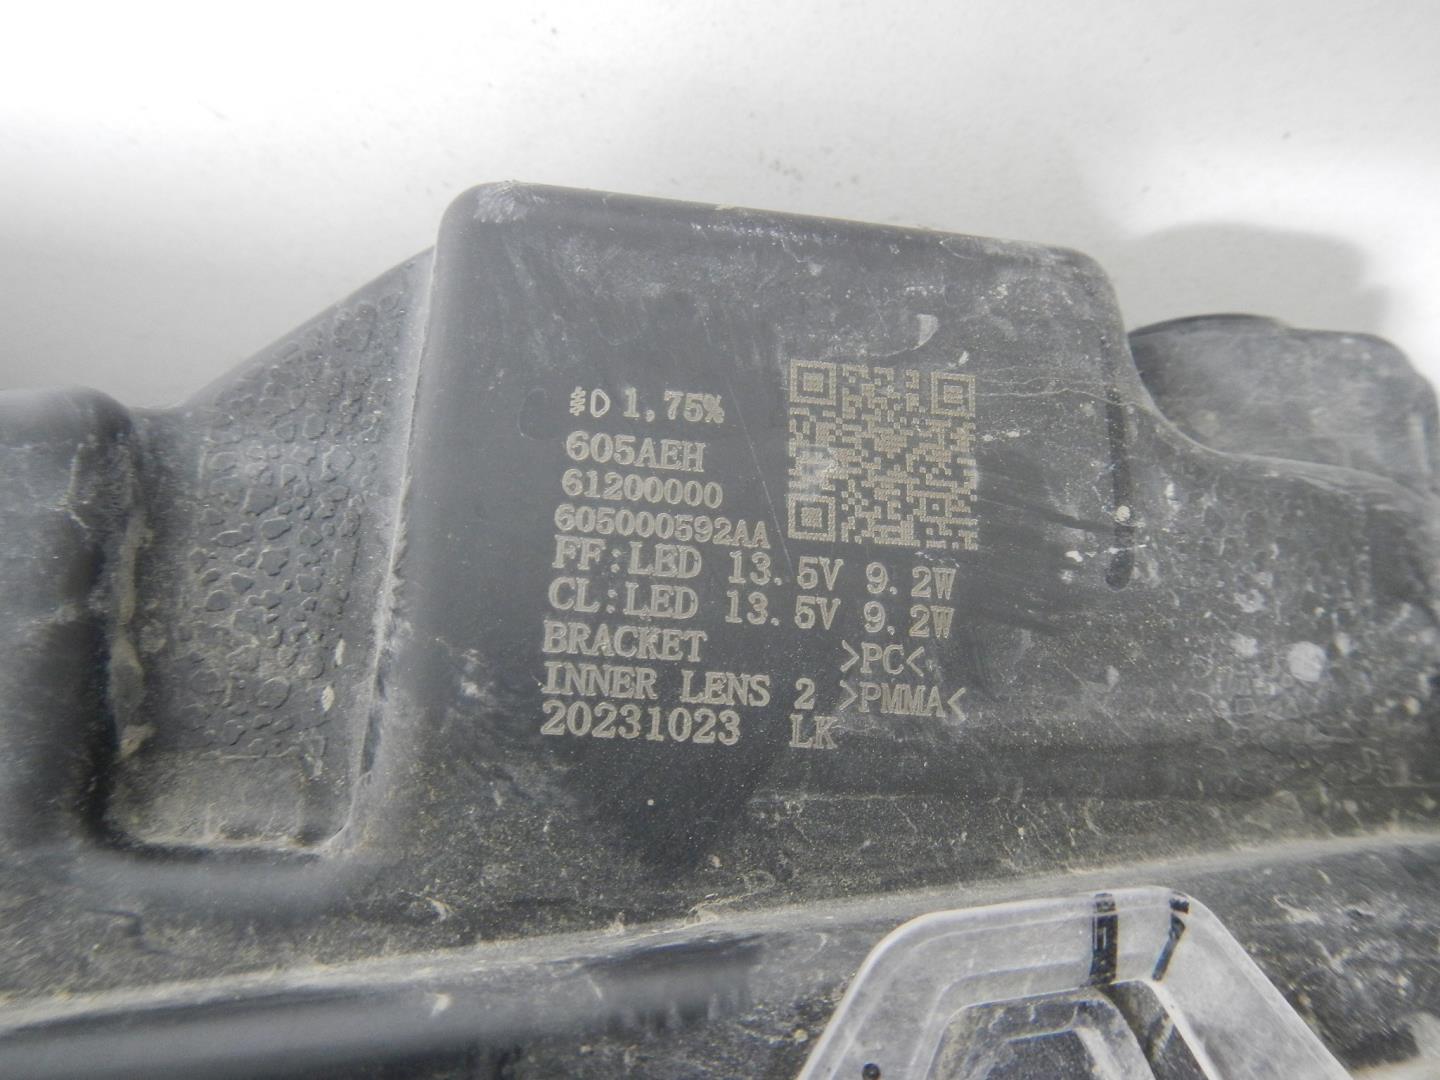 1,75%
605AEH
61200000
605000592AA
FF:LED 13.5V 9.2W
CL:LED 13.5V 9.2W
BRACKET >PC<
INNER LENS 2 >PMMA<
20231023 LK